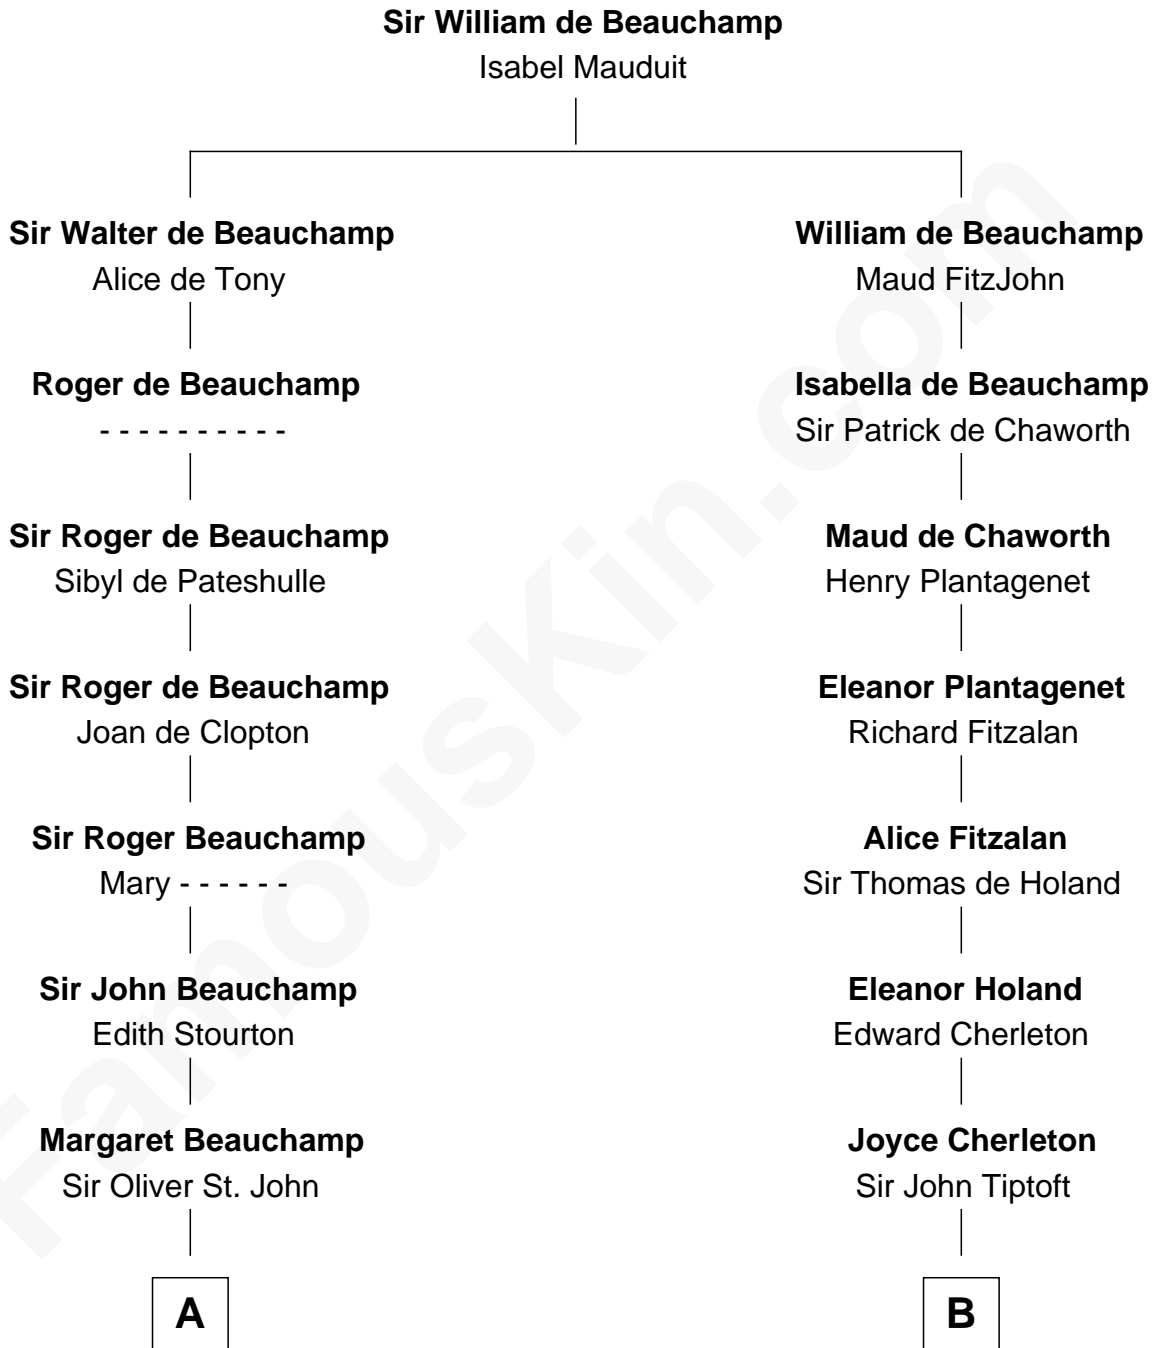 Sir William de Beauchamp
Isabel Mauduit
Sir Walter de Beauchamp
Alice de Tony
William de Beauchamp
Maud FitzJohn
Roger de Beauchamp
- - - - - - - - - -
Isabella de Beauchamp
Sir Patrick de Chaworth
Sir Roger de Beauchamp
Sibyl de Pateshulle
Maud de Chaworth
Henry Plantagenet
Sir Roger de Beauchamp
Joan de Clopton
Eleanor Plantagenet
Richard Fitzalan
Sir Roger Beauchamp
Mary - - - - - -
Alice Fitzalan
Sir Thomas de Holand
Sir John Beauchamp
Edith Stourton
Eleanor Holand
Edward Cherleton
Margaret Beauchamp
Sir Oliver St. John
Joyce Cherleton
Sir John Tiptoft
A
B
FamousKin.com